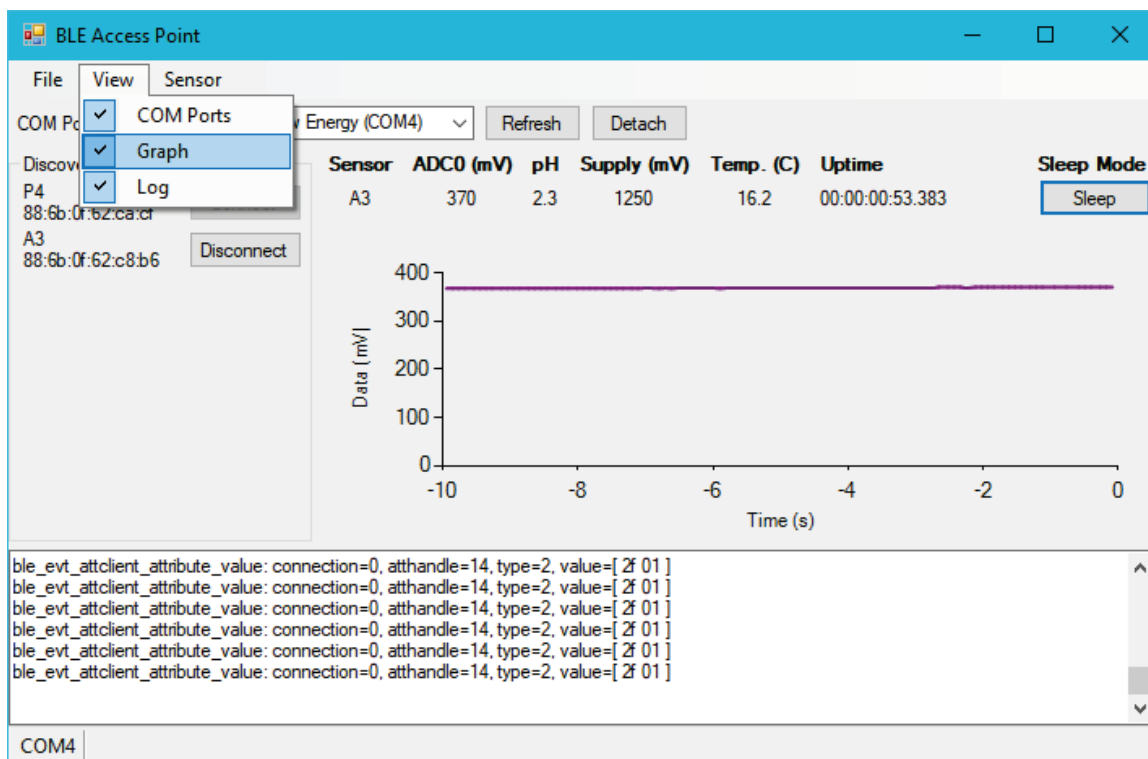 BLE Access Point
File View Sensor
COM Ports
Graph
Log
COM Energy (COM4) Refresh Detach
P4
88:6b:0f:62:ca:cf
A3
88:6b:0f:62:c8:b6
Disconnect
Sensor ADC0 (mV) pH Supply (mV) Temp. (C) Uptime Sleep Mode
A3 370 2.3 1250 16.2 00:00:00:53.383 Sleep
Data (mV)
400
300
200
100
0
-10 -8 -6 -4 -2 0
Time (s)
ble_evt_attclient_attribute_value: connection=0, atthandle=14, type=2, value=[ 2f 01 ]
ble_evt_attclient_attribute_value: connection=0, atthandle=14, type=2, value=[ 2f 01 ]
ble_evt_attclient_attribute_value: connection=0, atthandle=14, type=2, value=[ 2f 01 ]
ble_evt_attclient_attribute_value: connection=0, atthandle=14, type=2, value=[ 2f 01 ]
ble_evt_attclient_attribute_value: connection=0, atthandle=14, type=2, value=[ 2f 01 ]
ble_evt_attclient_attribute_value: connection=0, atthandle=14, type=2, value=[ 2f 01 ]
COM4